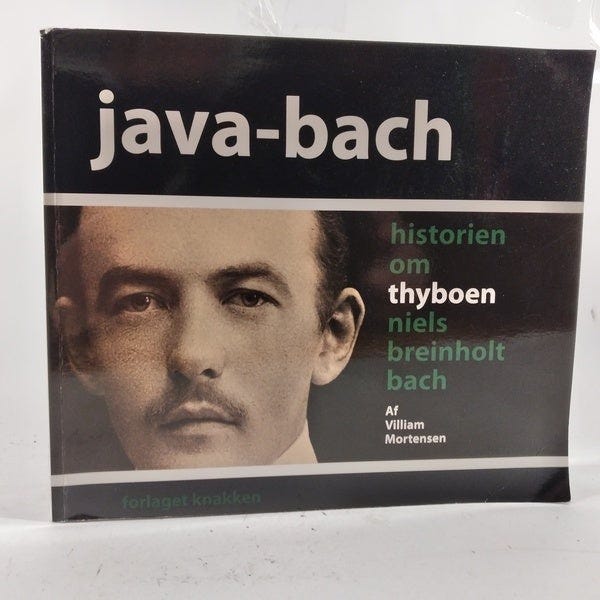 java-bach
historien
om
thyboen
niels
breinholt
bach
Af
Villiam
Mortensen
forlaget knakken